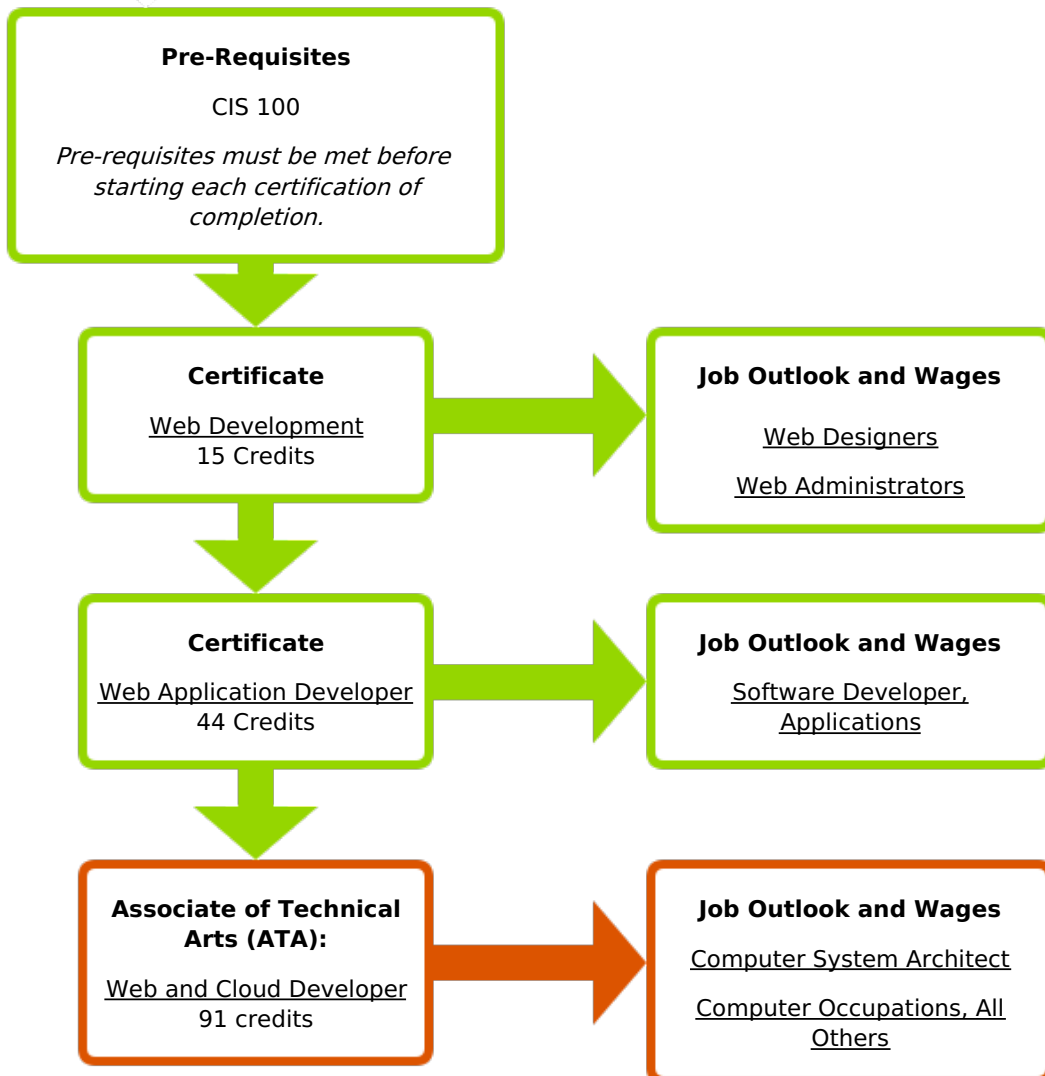 Pre-Requisites
CIS 100
Pre-requisites must be met before
starting each certification of
completion.
Certificate
Web Development
15 Credits
Job Outlook and Wages
Web Designers
Web Administrators
Certificate
Web Application Developer
44 Credits
Job Outlook and Wages
Software Developer,
Applications
Associate of Technical
Arts (ATA):
Web and Cloud Developer
91 credits
Job Outlook and Wages
Computer System Architect
Computer Occupations, All
Others